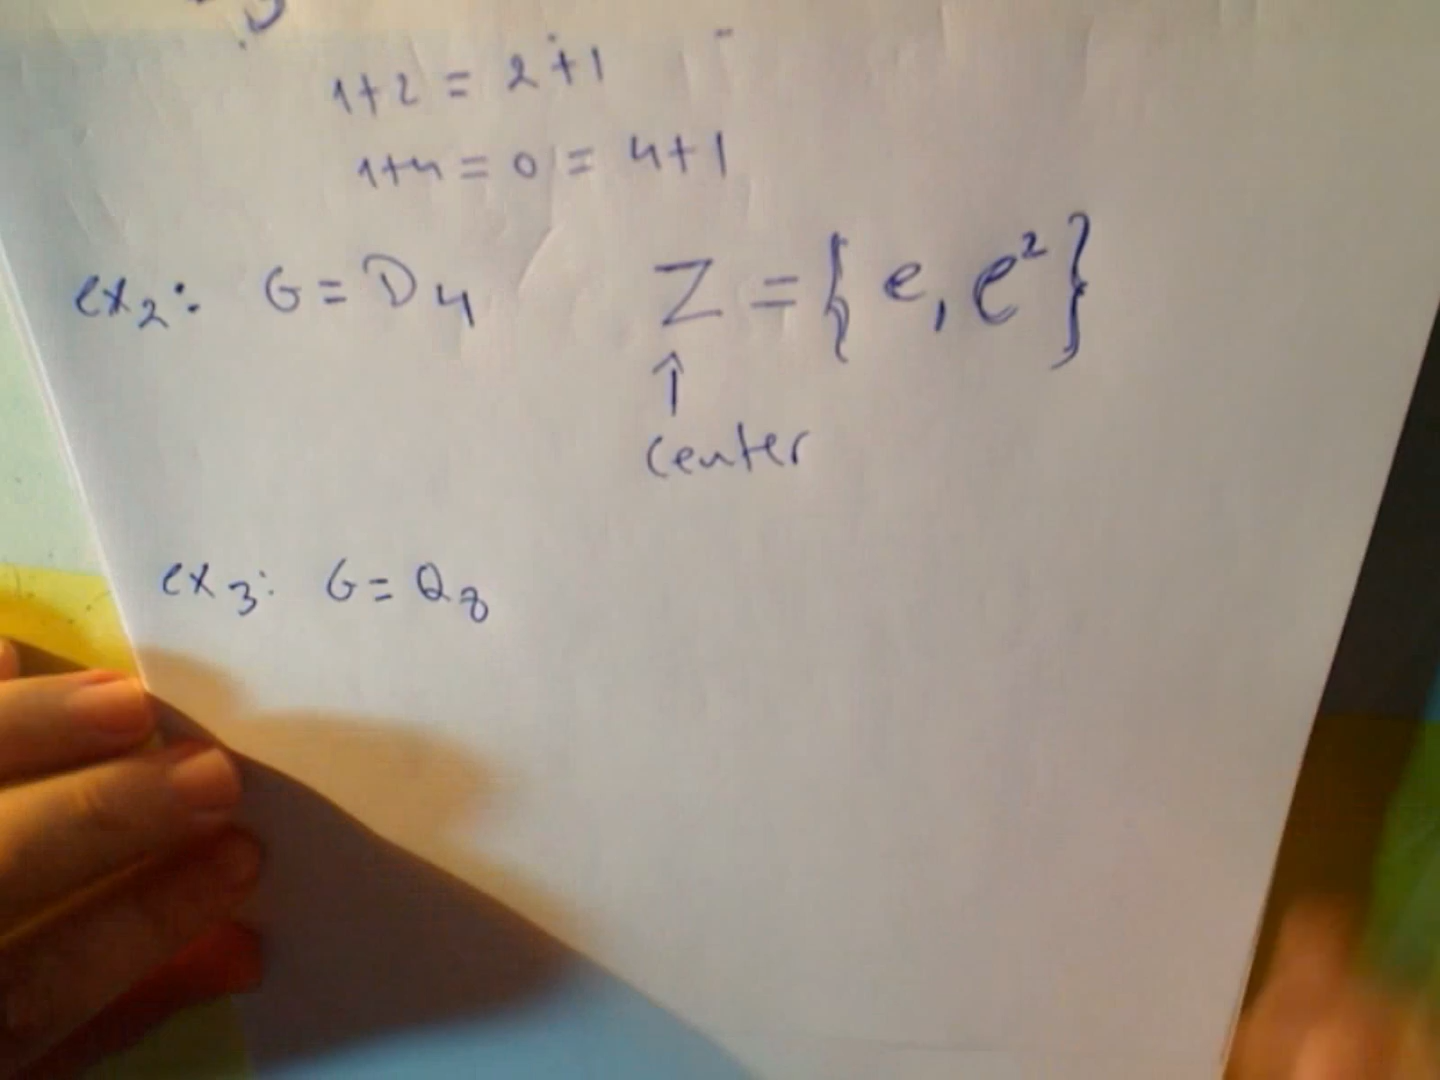 1+2 = 2+1
1+4 = 0 = 4+1
ex2: G = D4 Z = {e, e²}
↑
center
ex3: G = Q8